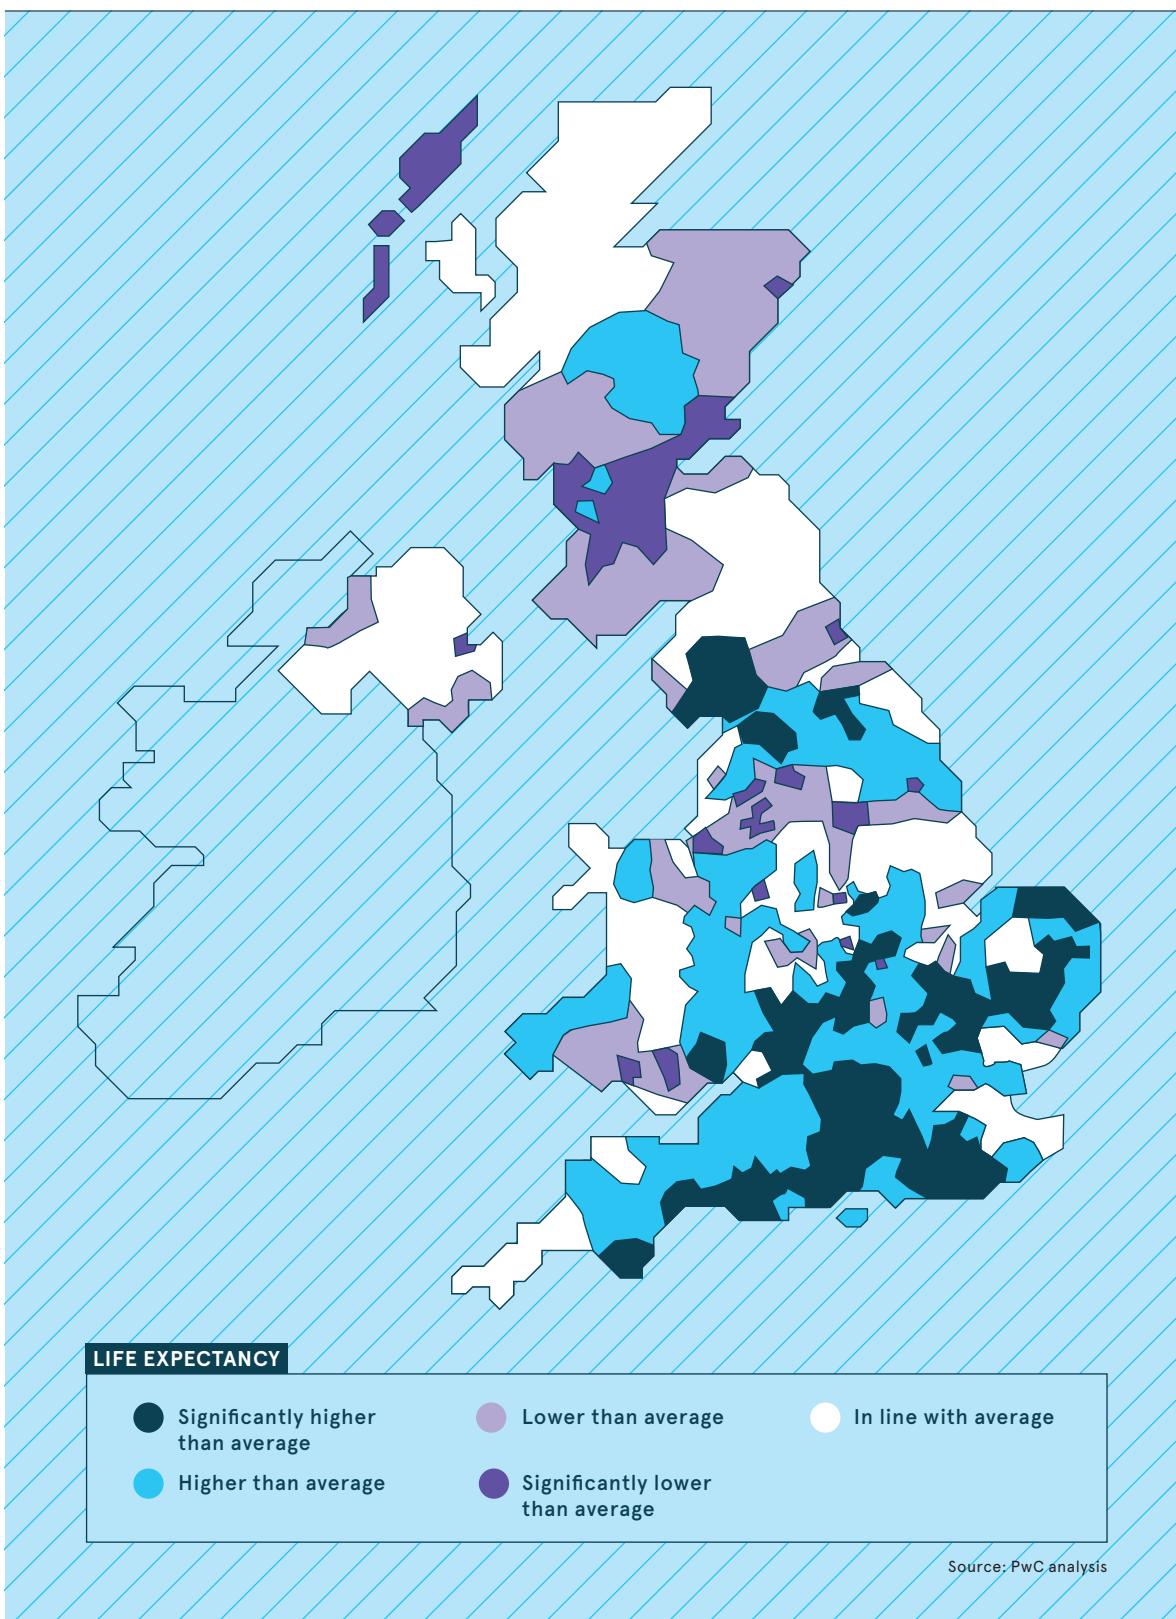 LIFE EXPECTANCY
Significantly higher
than average
Higher than average
Lower than average
Significantly lower
than average
In line with average
Source: PwC analysis